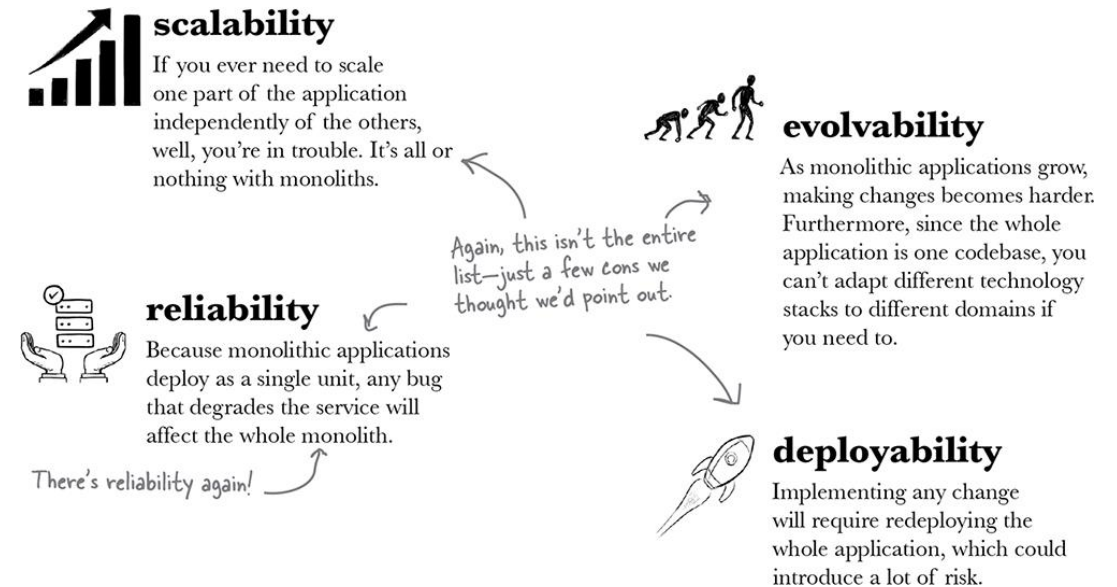 scalability
If you ever need to scale
one part of the application
independently of the others,
well, you're in trouble. It's all or
nothing with monoliths.
evolvability
As monolithic applications grow,
making changes becomes harder.
Furthermore, since the whole
application is one codebase, you
can't adapt different technology
stacks to different domains if
you need to.
Again, this isn't the entire
list—just a few cons we
thought we'd point out.
reliability
Because monolithic applications
deploy as a single unit, any bug
that degrades the service will
affect the whole monolith.
There's reliability again!
deployability
Implementing any change
will require redeploying the
whole application, which could
introduce a lot of risk.